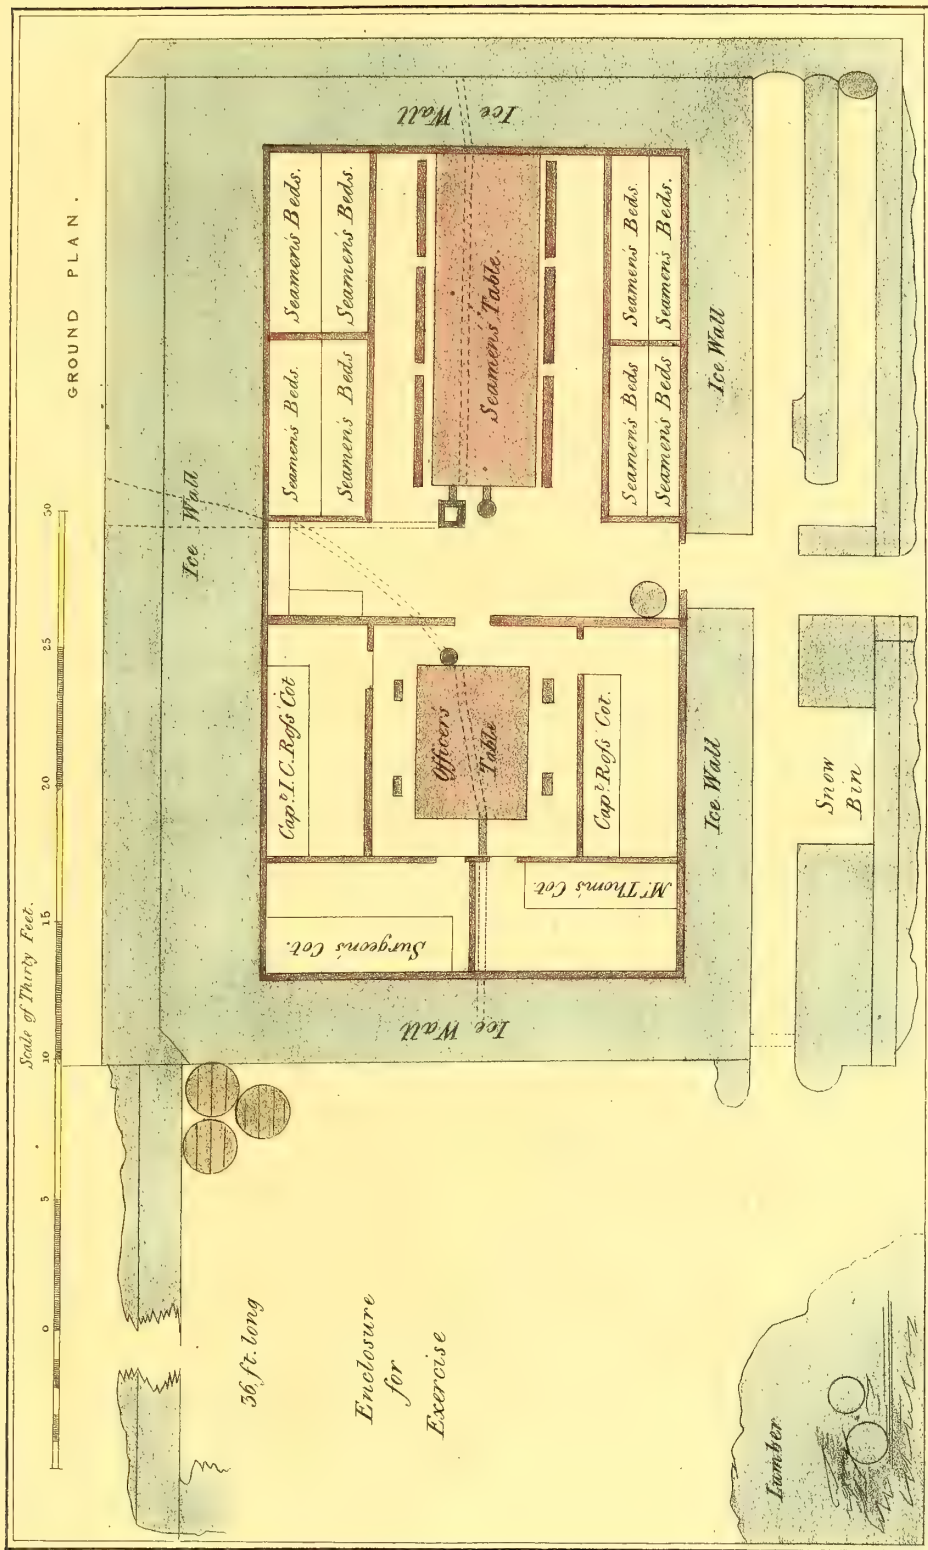 GROUND PLAN.
Scale of Thirty Feet.
0
5
10
15
20
25
30
Ice Wall
Ice Wall
Ice Wall
Ice Wall
Ice Wall
Seamen's Beds.
Seamen's Beds.
Seamen's Beds.
Seamen's Beds
Seamen's Table.
Seamen's Beds.
Seamen's Beds.
Seamen's Beds
Seamen's Beds
Capt. I. C. Ross' Cot
Officers'
Table
Capt. Ross' Cot.
Surgeon's Cot.
Mr. Thom's Cot.
Snow
Bin
36 ft. long
Enclosure
for
Exercise
Lumber